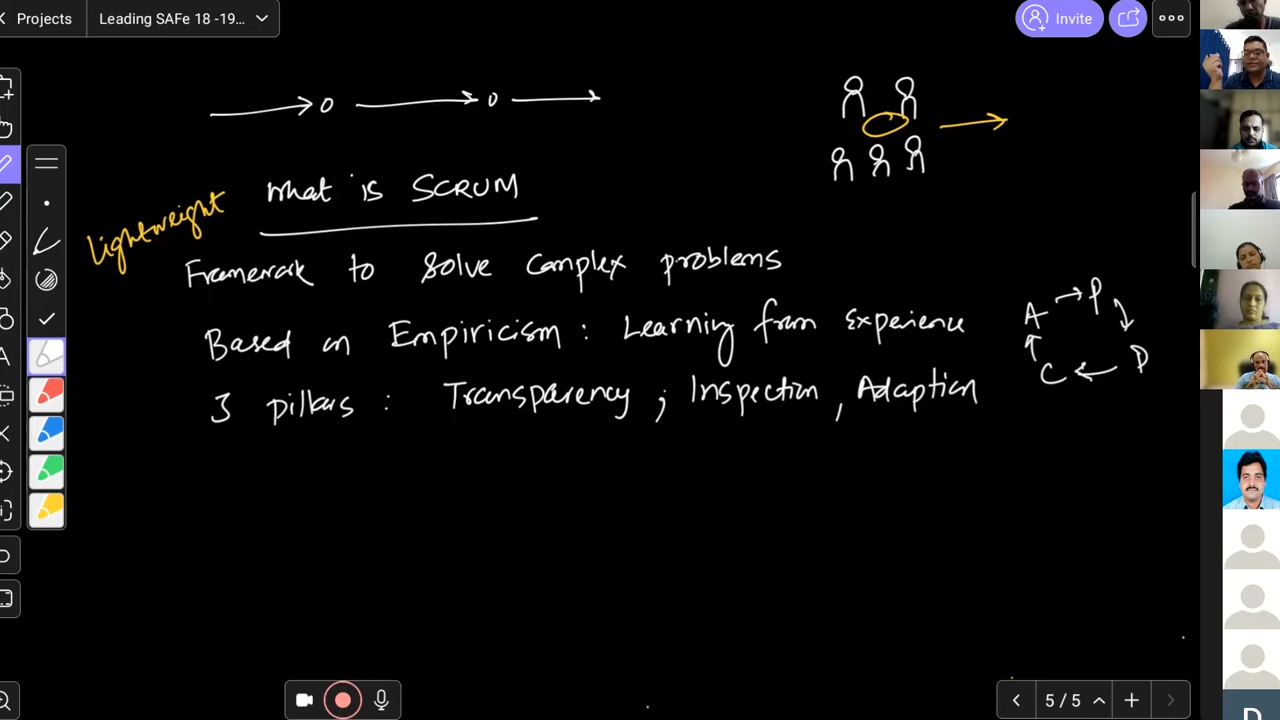 Projects
Leading SAFe 18 -19...
Invite
o o
What is SCRUM
Lightweight
Framework to solve complex problems
Based on Empiricism : Learning from experience
3 pillars : Transparency ; Inspection , Adaption
A P
C D
A
5 / 5
D